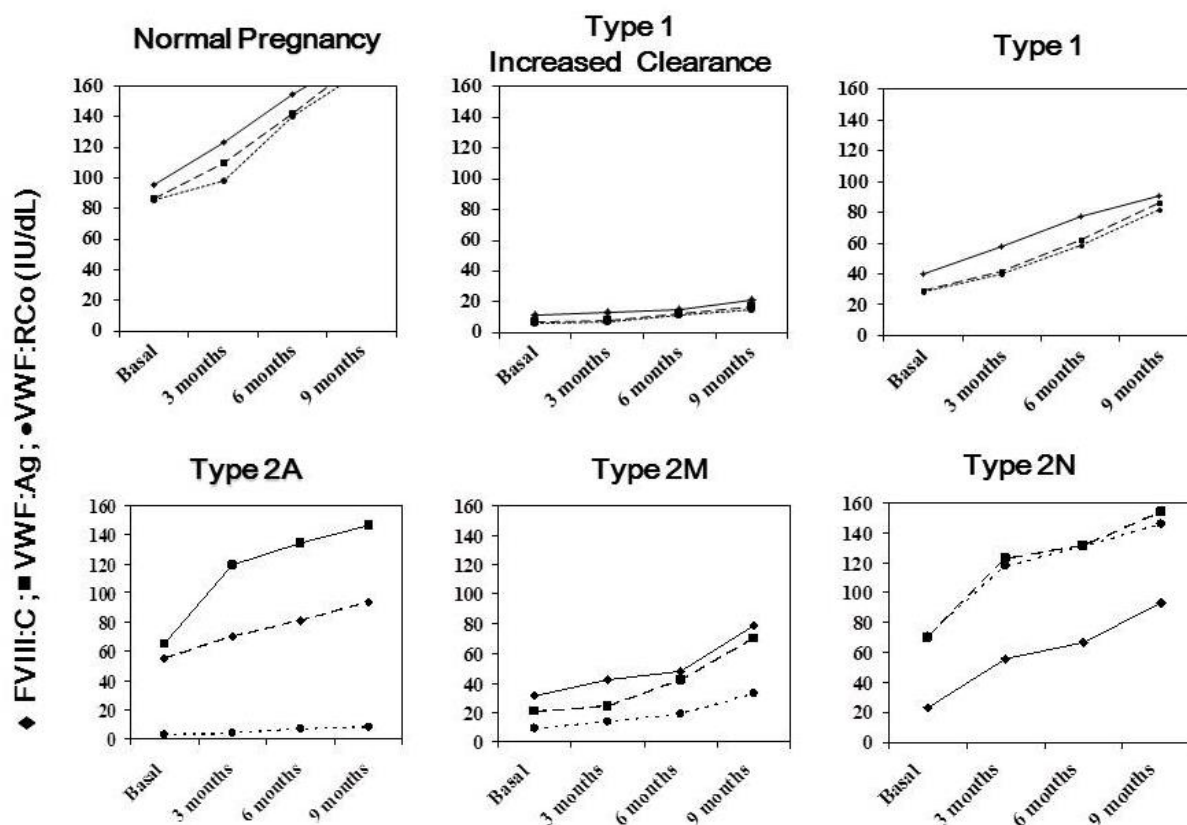 Normal Pregnancy
160
140
120
100
80
60
40
20
0
Basal
3 months
6 months
9 months
Type 1
Increased Clearance
160
140
120
100
80
60
40
20
0
Basal
3 months
6 months
9 months
Type 1
160
140
120
100
80
60
40
20
0
Basal
3 months
6 months
9 months
◆ FVIII:C ; ■ VWF:Ag ; ●VWF:RCo (IU/dL)
Type 2A
160
140
120
100
80
60
40
20
0
Basal
3 months
6 months
9 months
Type 2M
160
140
120
100
80
60
40
20
0
Basal
3 months
6 months
9 months
Type 2N
160
140
120
100
80
60
40
20
0
Basal
3 months
6 months
9 months